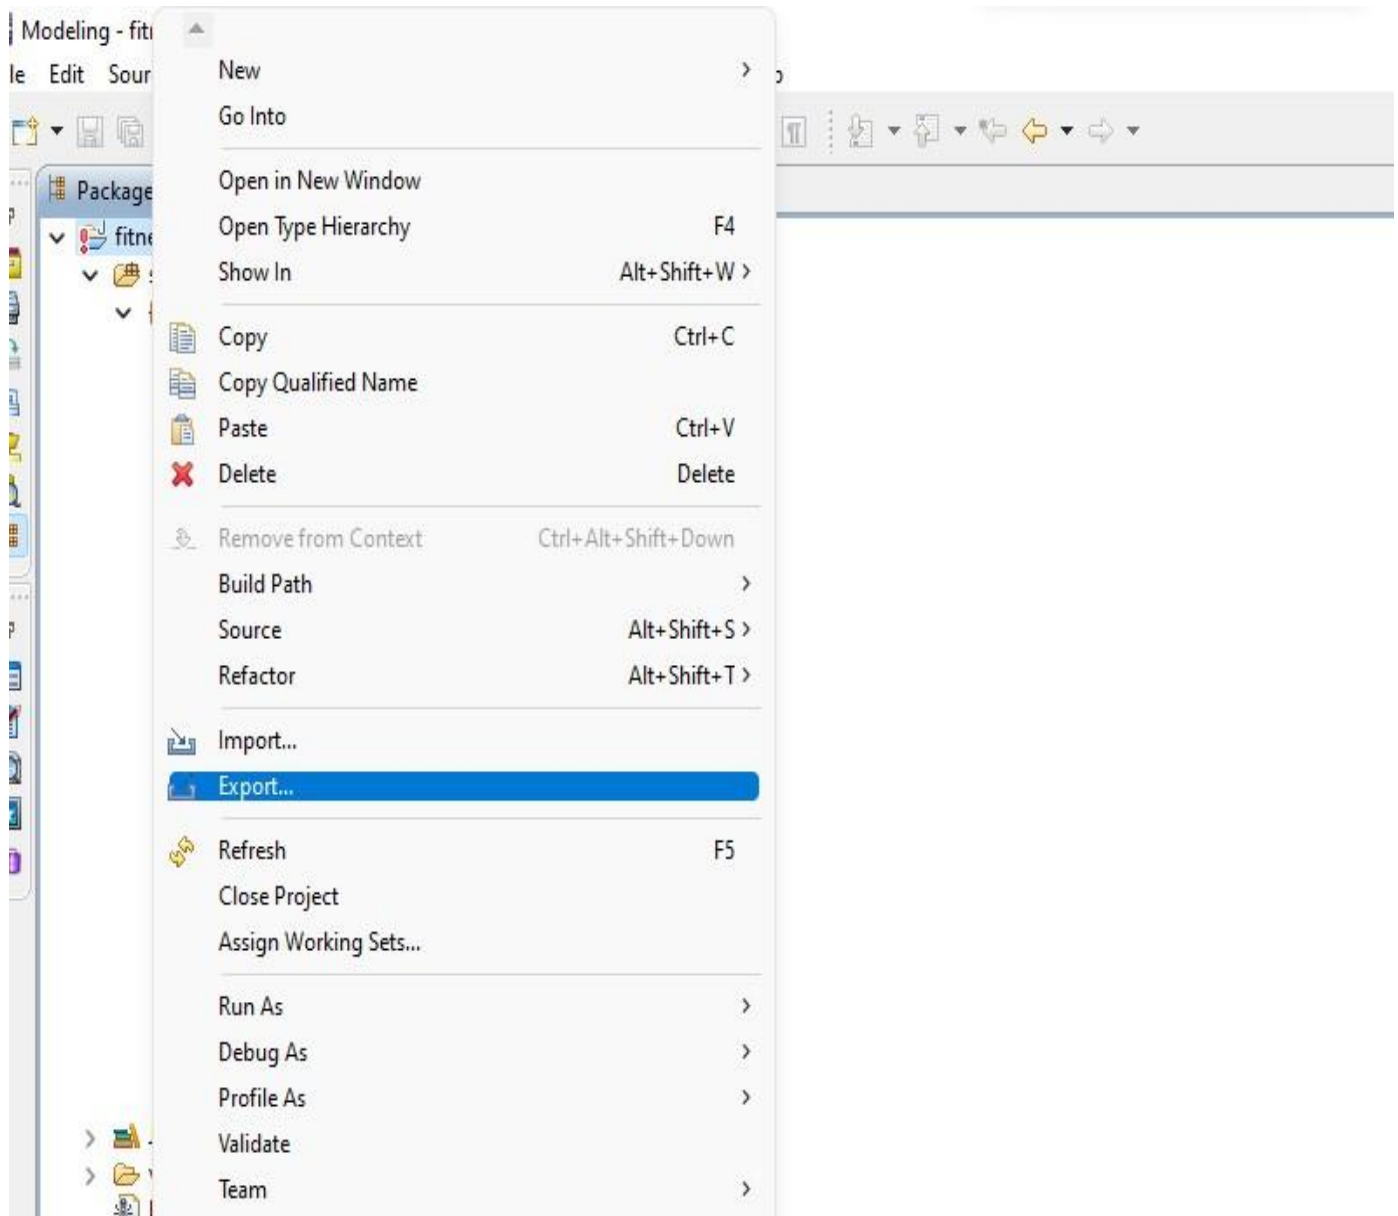 Modeling - fit
le Edit Sour
New
Go Into
Package
Open in New Window
fitne
Open Type Hierarchy F4
Show In Alt+Shift+W
Copy Ctrl+C
Copy Qualified Name
Paste Ctrl+V
Delete Delete
Remove from Context Ctrl+Alt+Shift+Down
Build Path
Source Alt+Shift+S
Refactor Alt+Shift+T
Import...
Export...
Refresh F5
Close Project
Assign Working Sets...
Run As
Debug As
Profile As
Validate
Team